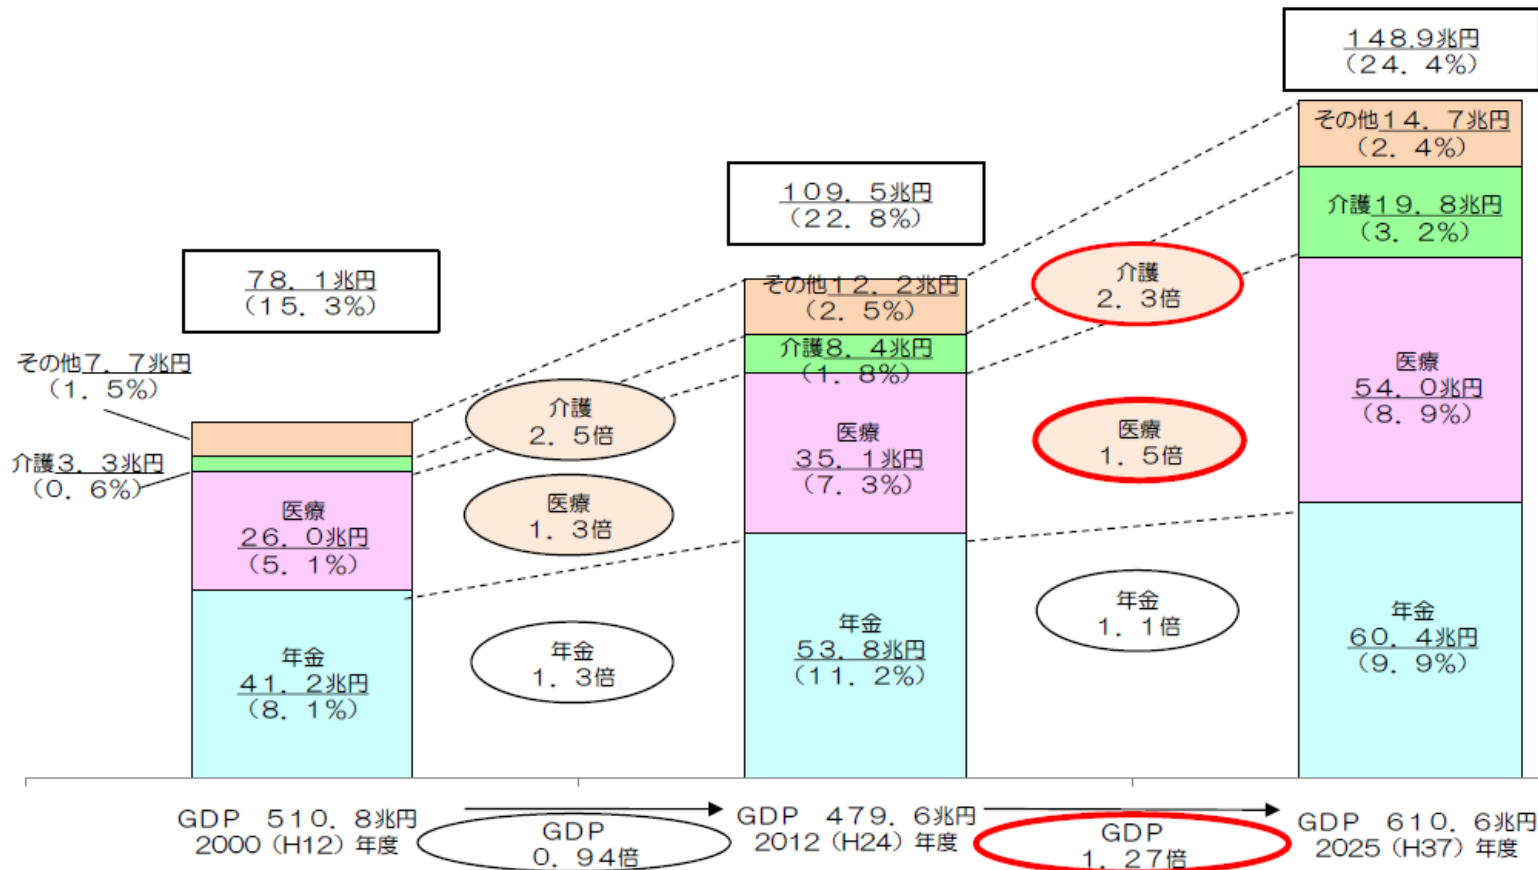 148.9兆円
(24．4%)
その他14．7兆円
(2．4%)
介護19．8兆円
(3．2%)
医療
54．0兆円
(8．9%)
年金
60．4兆円
(9．9%)
109．5兆円
(22．8%)
その他12．2兆円
(2．5%)
介護8．4兆円
(1．8%)
医療
35．1兆円
(7．3%)
年金
53．8兆円
(11．2%)
78．1兆円
(15．3%)
その他7．7兆円
(1．5%)
介護3．3兆円
(0．6%)
医療
26．0兆円
(5．1%)
年金
41．2兆円
(8．1%)
介護
2．5倍
医療
1．3倍
年金
1．3倍
介護
2．3倍
医療
1．5倍
年金
1．1倍
GDP 510．8兆円
2000（H12）年度
GDP
0．94倍
GDP 479．6兆円
2012（H24）年度
GDP
1．27倍
GDP 610．6兆円
2025（H37）年度